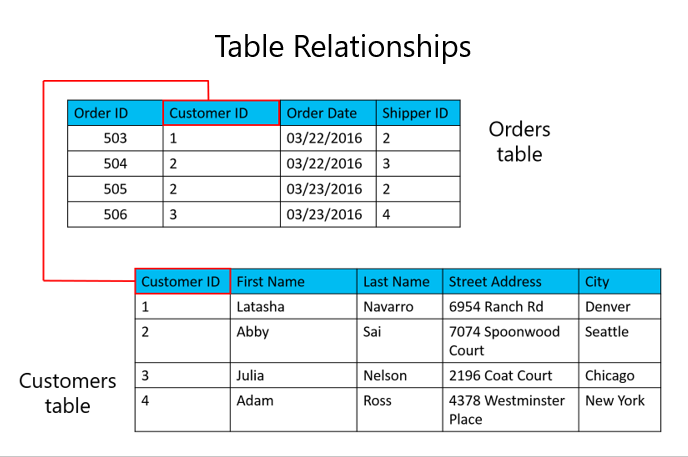 Table Relationships
Order ID Customer ID Order Date Shipper ID
503 1 03/22/2016 2
504 2 03/22/2016 3
505 2 03/23/2016 2
506 3 03/23/2016 4
Orders
table
Customer ID First Name Last Name Street Address City
1 Latasha Navarro 6954 Ranch Rd Denver
2 Abby Sai 7074 Spoonwood Seattle
Court
3 Julia Nelson 2196 Coat Court Chicago
4 Adam Ross 4378 Westminster New York
Place
Customers
table